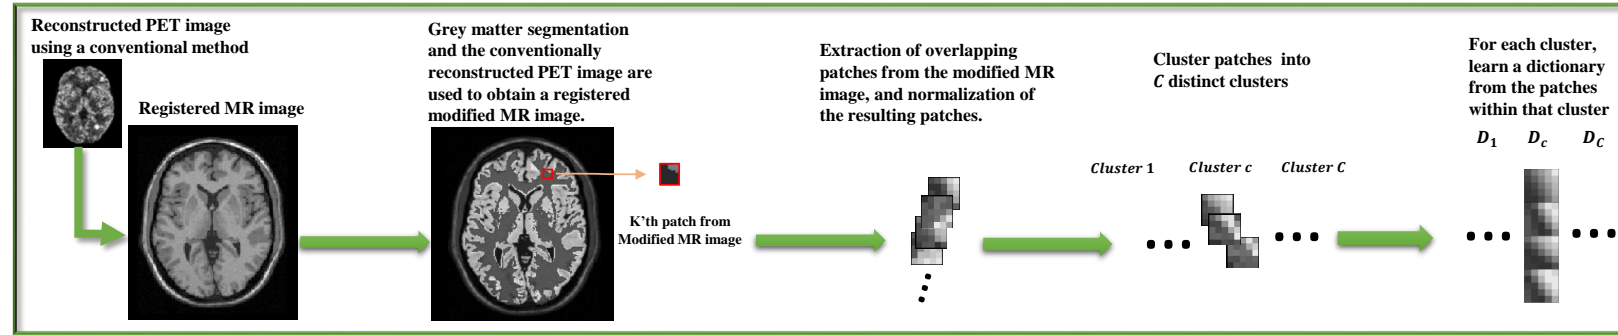 Reconstructed PET image
using a conventional method
Registered MR image
Grey matter segmentation
and the conventionally
reconstructed PET image are
used to obtain a registered
modified MR image.
K'th patch from
Modified MR image
Extraction of overlapping
patches from the modified MR
image, and normalization of
the resulting patches.
Cluster patches into
C distinct clusters
Cluster 1 Cluster c Cluster C
For each cluster,
learn a dictionary
from the patches
within that cluster
D₁ D_c D_C